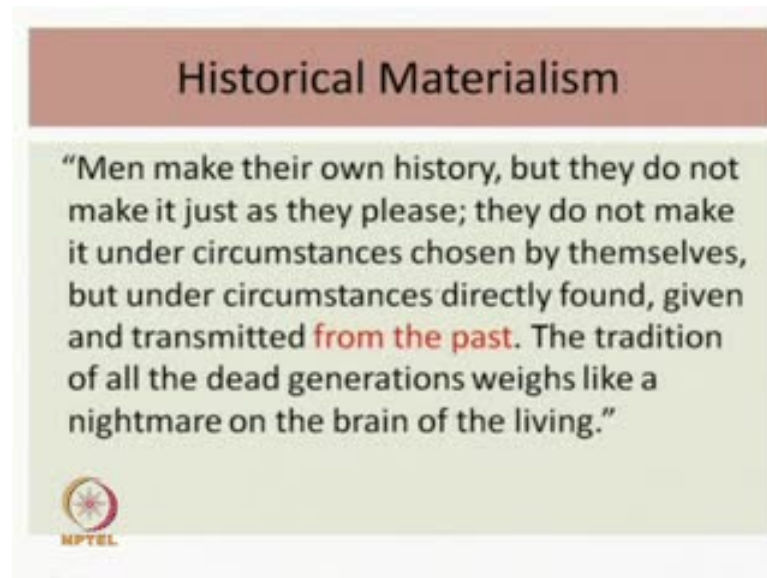 Historical Materialism
“Men make their own history, but they do not
make it just as they please; they do not make
it under circumstances chosen by themselves,
but under circumstances directly found, given
and transmitted from the past. The tradition
of all the dead generations weighs like a
nightmare on the brain of the living.”
NPTEL